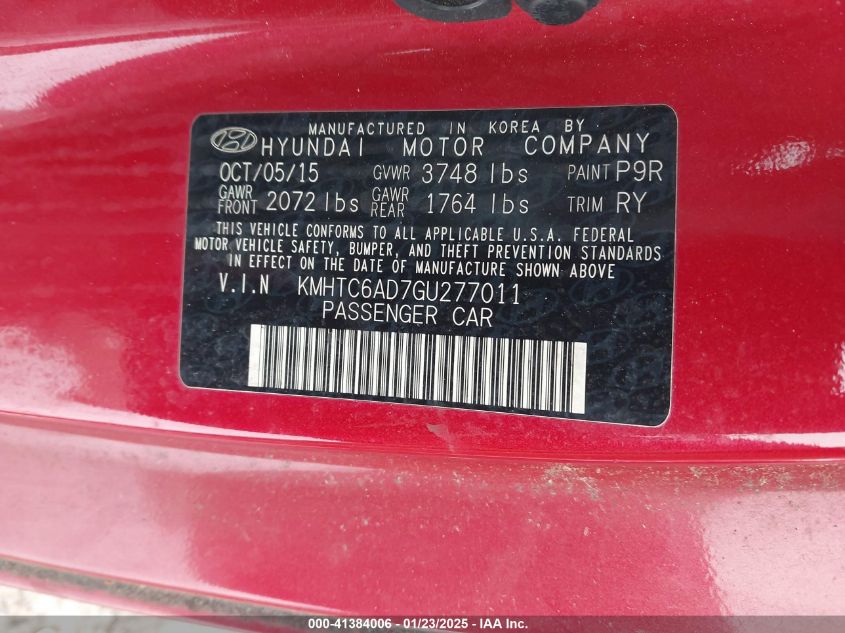 MANUFACTURED IN KOREA BY
HYUNDAI MOTOR COMPANY
OCT/05/15 GVWR 3748 lbs PAINT P9R
GAWR FRONT 2072 lbs GAWR REAR 1764 lbs TRIM RY
THIS VEHICLE CONFORMS TO ALL APPLICABLE U.S.A. FEDERAL
MOTOR VEHICLE SAFETY, BUMPER, AND THEFT PREVENTION STANDARDS
IN EFFECT ON THE DATE OF MANUFACTURE SHOWN ABOVE
V.I.N KMHTC6AD7GU277011
PASSENGER CAR
000-41384006 - 01/23/2025 - IAA Inc.